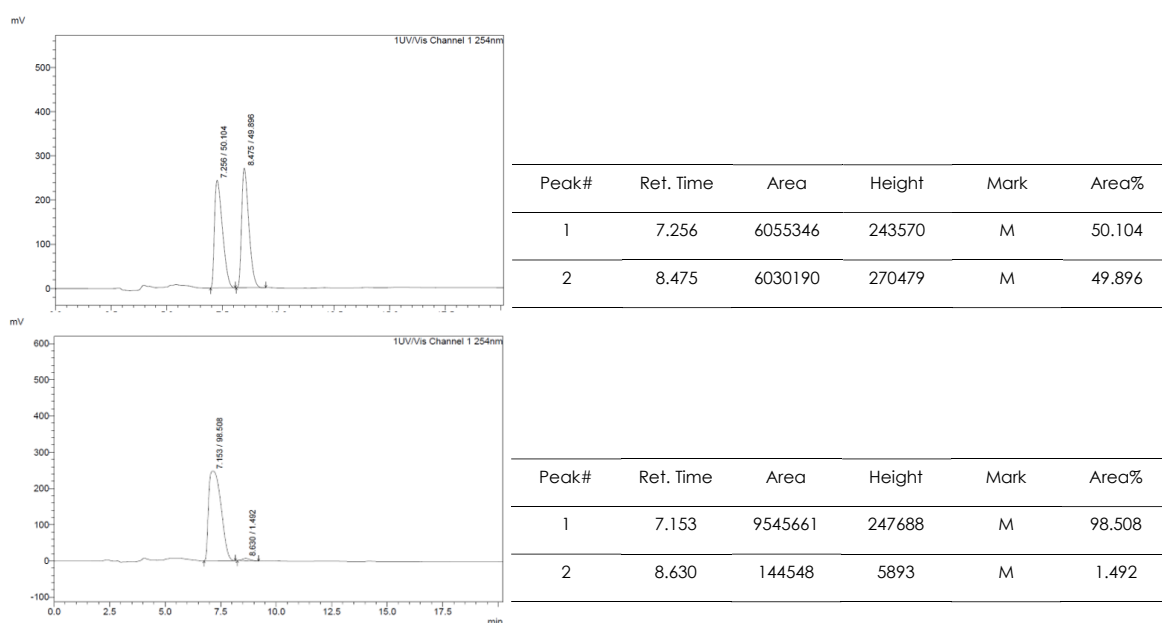 mV
1UV/Vis Channel 1 254nm
500
400
300
200
100
0
7.256 / 50.104
8.475 / 49.896
Peak# Ret. Time Area Height Mark Area%
1 7.256 6055346 243570 M 50.104
2 8.475 6030190 270479 M 49.896
mV
1UV/Vis Channel 1 254nm
600
500
400
300
200
100
0
-100
7.153 / 98.508
8.630 / 1.492
0.0 2.5 5.0 7.5 10.0 12.5 15.0 17.5
min
Peak# Ret. Time Area Height Mark Area%
1 7.153 9545661 247688 M 98.508
2 8.630 144548 5893 M 1.492